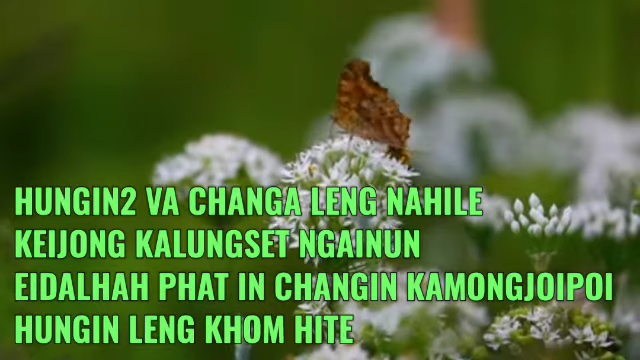 HUNGIN2 VA CHANGA LENG NAHILE
KEIJONG KALUNGSET NGAINUN
EIDALHAH PHAT IN CHANGIN KAMONGJOIPOI
HUNGIN LENG KHOM HITE